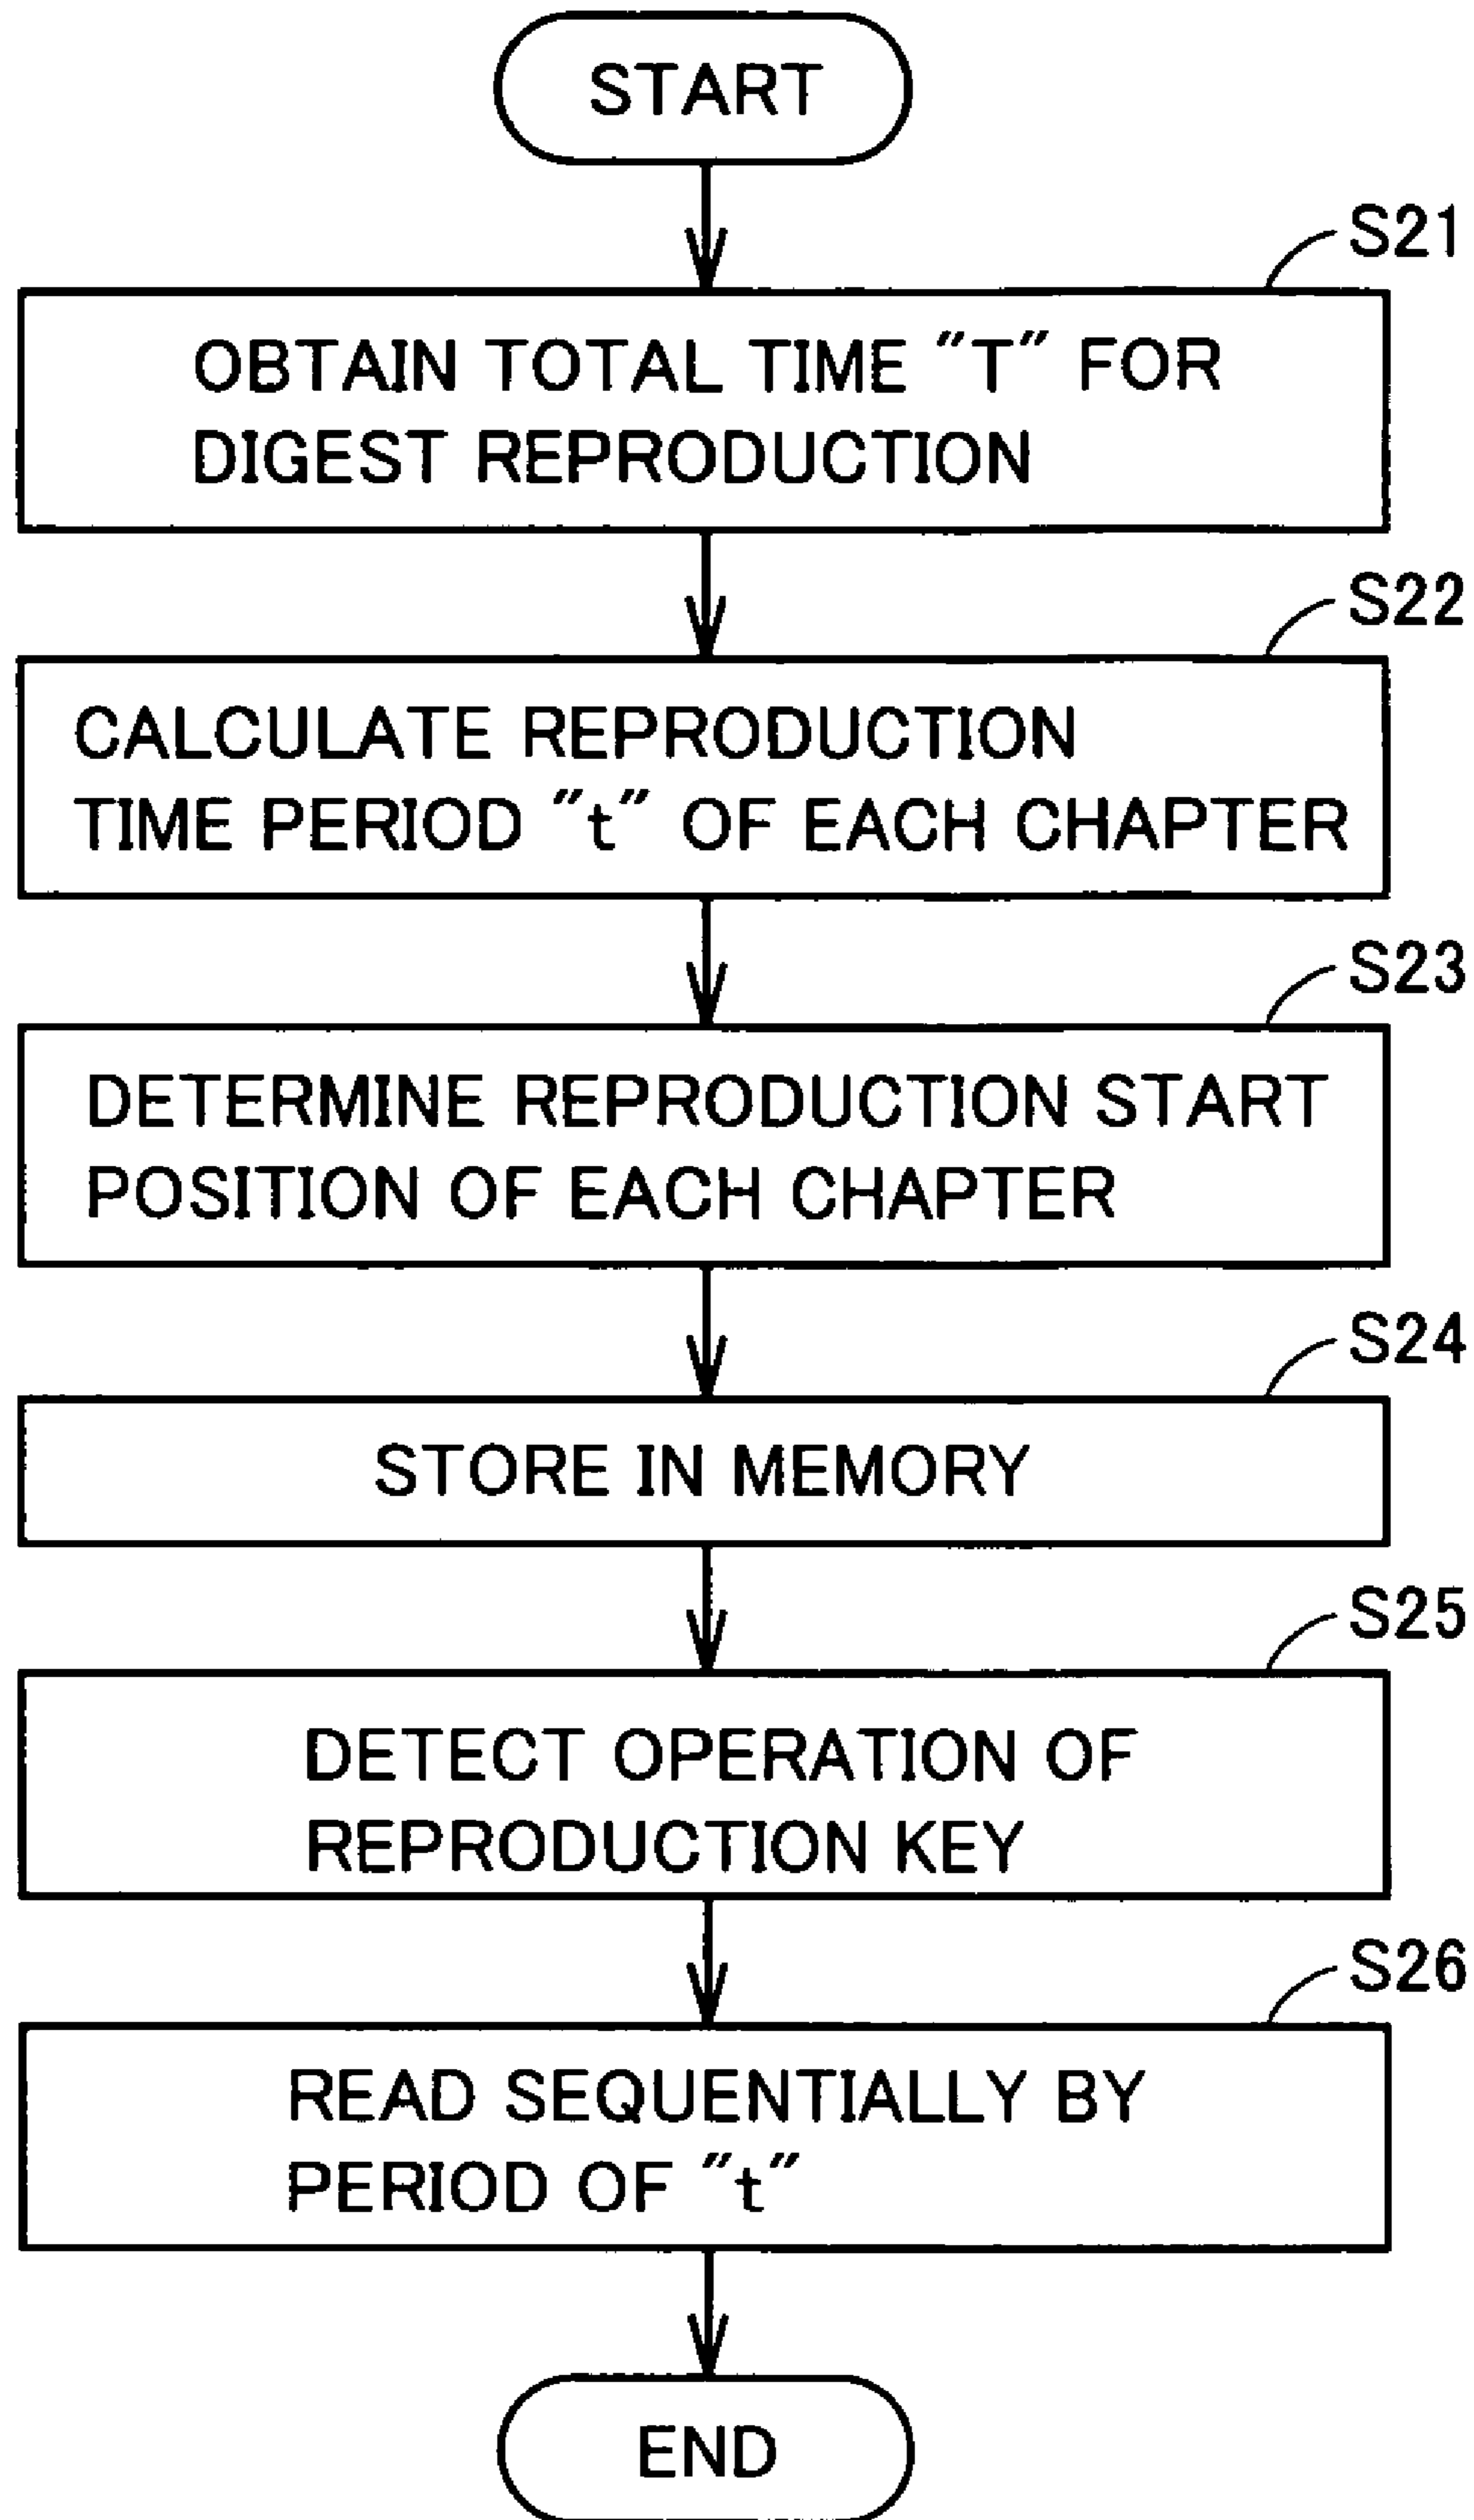 START
S21
OBTAIN TOTAL TIME "T" FOR
DIGEST REPRODUCTION
S22
CALCULATE REPRODUCTION
TIME PERIOD "t" OF EACH CHAPTER
S23
DETERMINE REPRODUCTION START
POSITION OF EACH CHAPTER
S24
STORE IN MEMORY
S25
DETECT OPERATION OF
REPRODUCTION KEY
S26
READ SEQUENTIALLY BY
PERIOD OF "t"
END